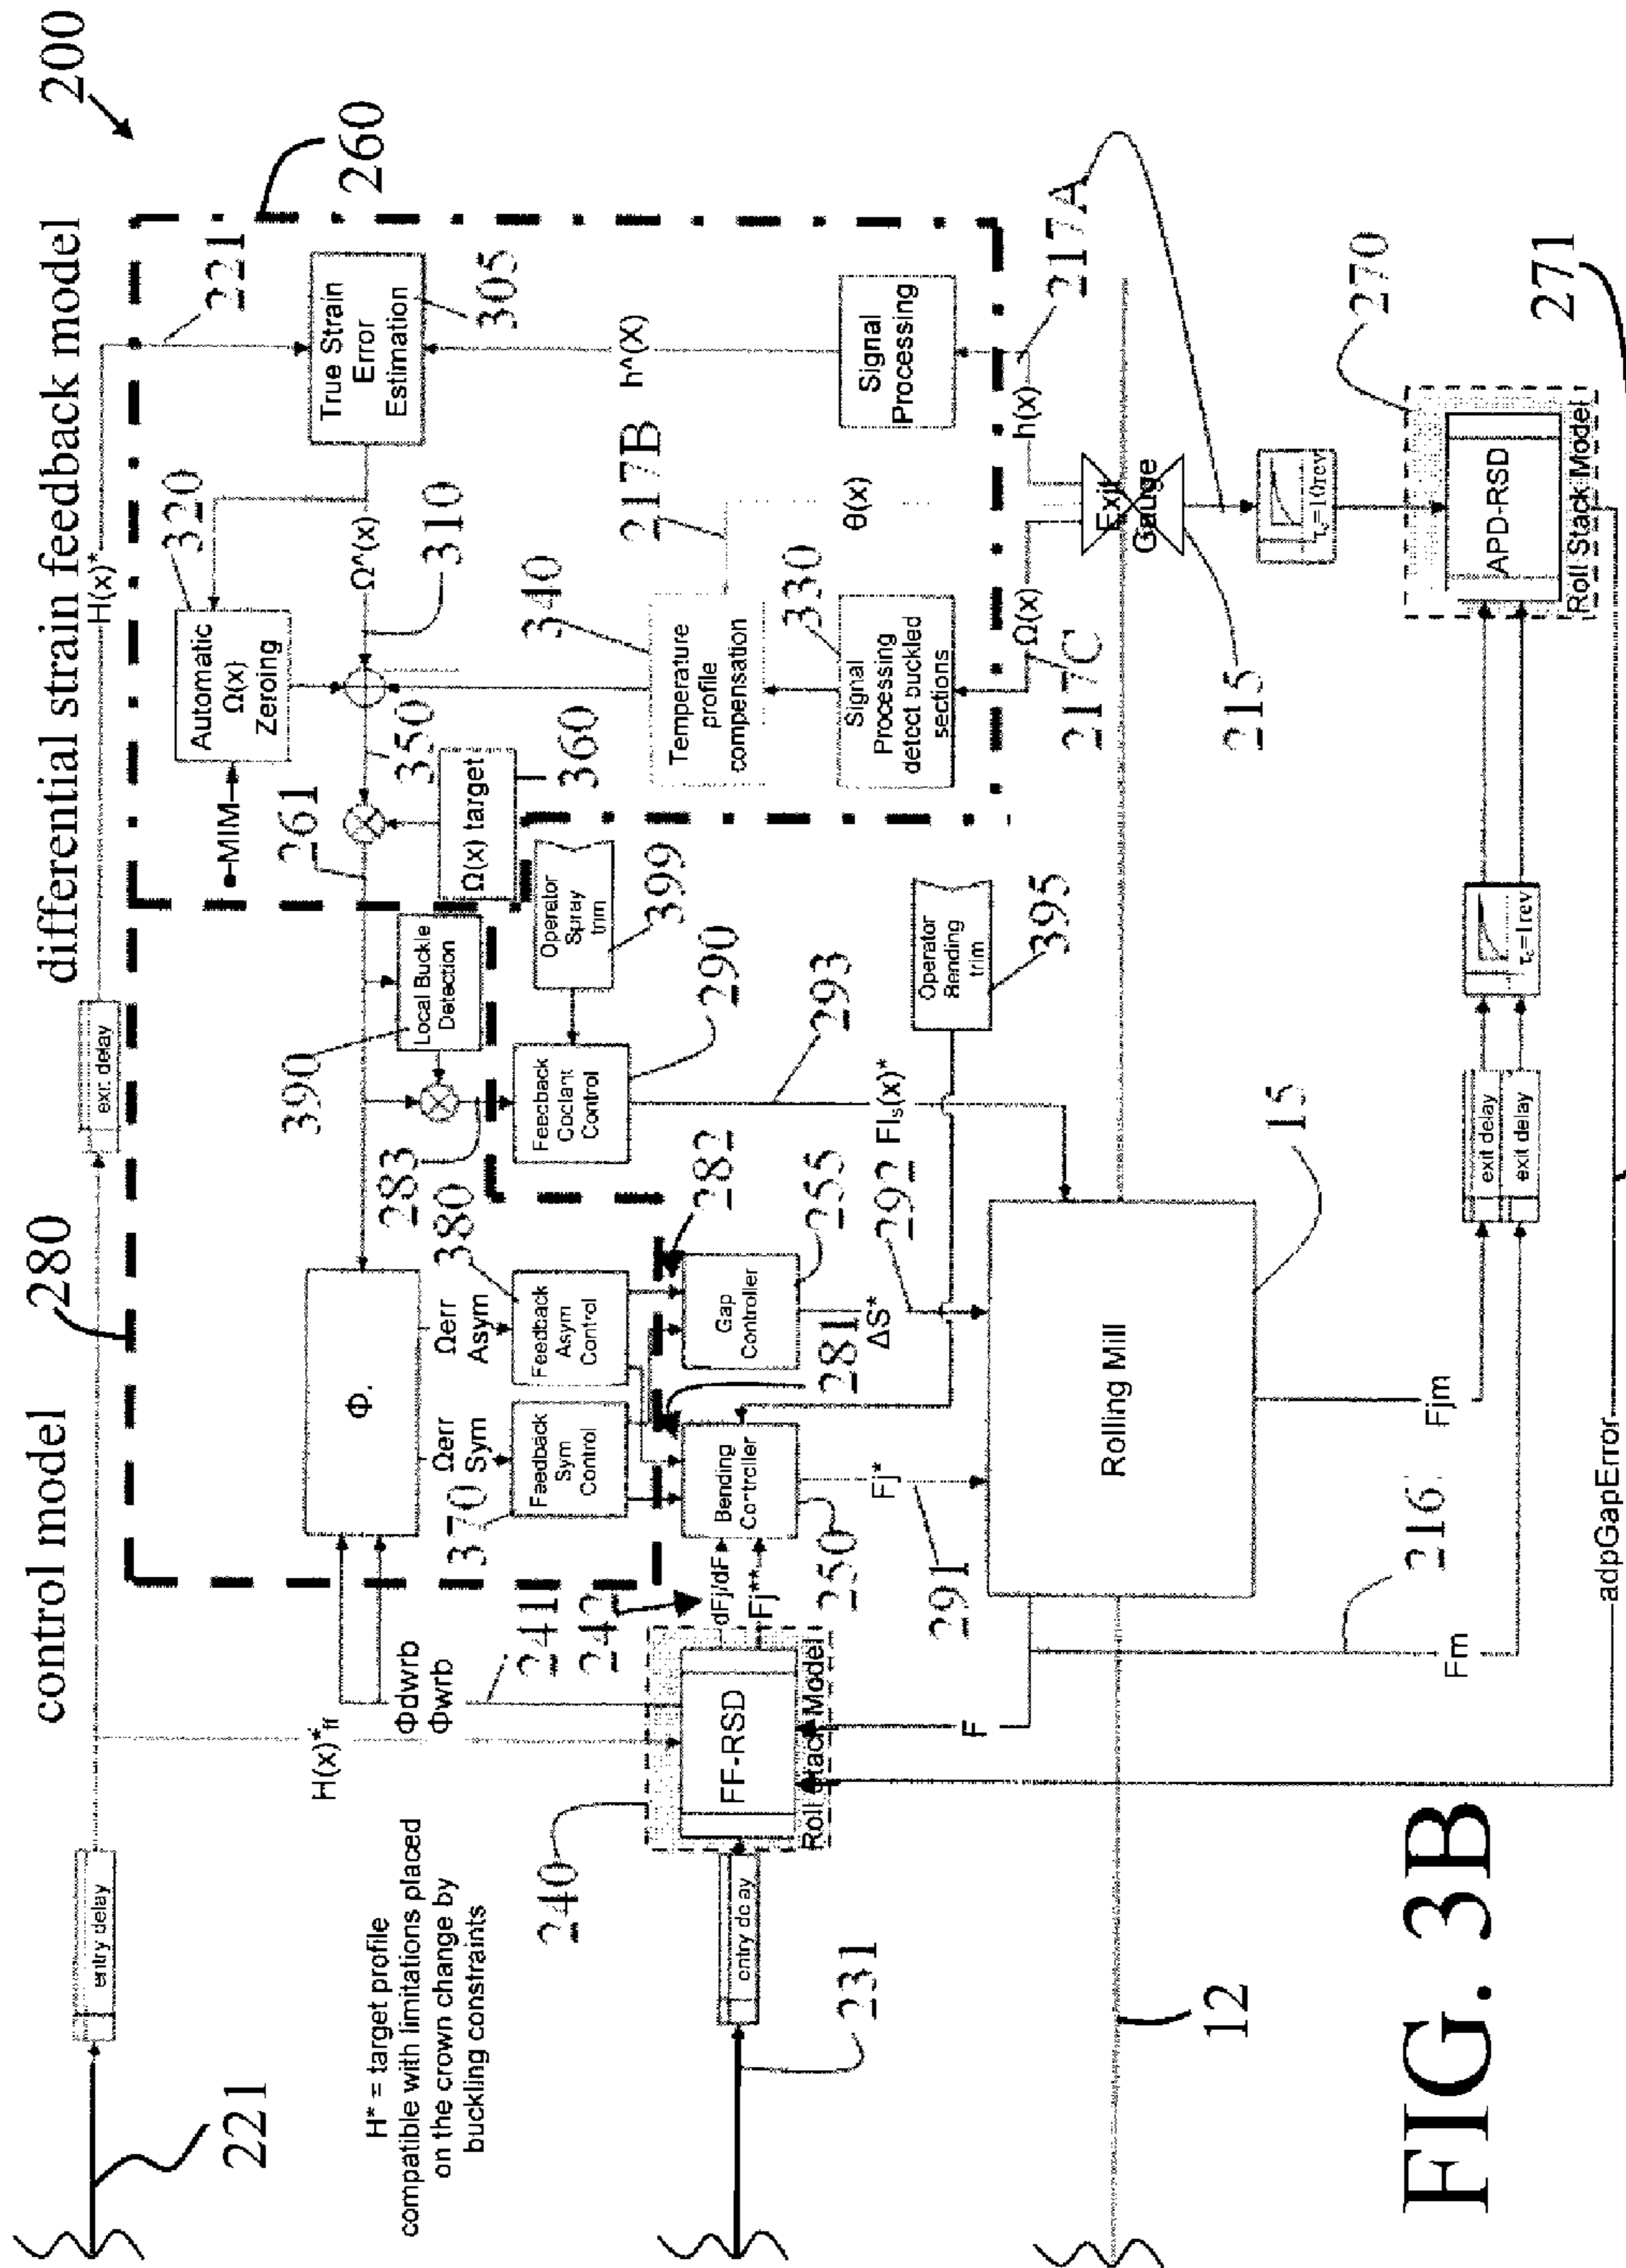 200
differential strain feedback model
control model
280
260
H(x)*
221
ext. delay
entry delay
221
H(x)*ff
H* = target profile
compatible with limitations placed
on the crown change by
buckling constraints
320
Automatic
Ω(x)
Zeroing
MIM
True Strain
Error
Estimation
305
Ω^(x)
310
261
350
Ω(x) target
360
340
Temperature
profile
compensation
217B
h^(x)
θ(x)
330
Signal
Processing
detect buckled
sections
Signal
Processing
217C
Ω(x)
h(x)
217A
Exit
Gauge
215
Φ.
390
Local Buckle
Detection
283
Operator
Spray
trim
399
Feedback
Coolant
Control
290
293
Ωerr
Sym
Ωerr
Asym
370
Feedback
Sym
Control
380
Feedback
Asym
Control
282
281
Φdwrb
Φwrb
241
242
dFj/dF
Fj**
Bending
Controller
250
Gap
Controller
255
ΔS*
292
Fls(x)*
Operator
Bending
trim
395
240
FF-RSD
Roll Stack Model
entry delay
231
Fj*
291
Rolling Mill
15
12
F
Fm
216
Fjm
exit delay
exit delay
τc=1rev
τc=10rev
APD-RSD
Roll Stack Model
270
271
adpGapError
FIG. 3B